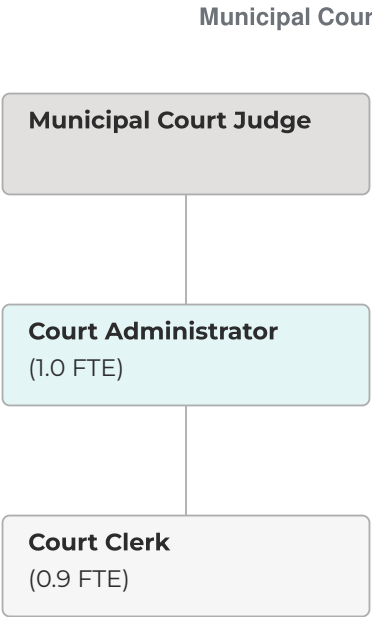 Municipal Cour
Municipal Court Judge
Court Administrator
(1.0 FTE)
Court Clerk
(0.9 FTE)